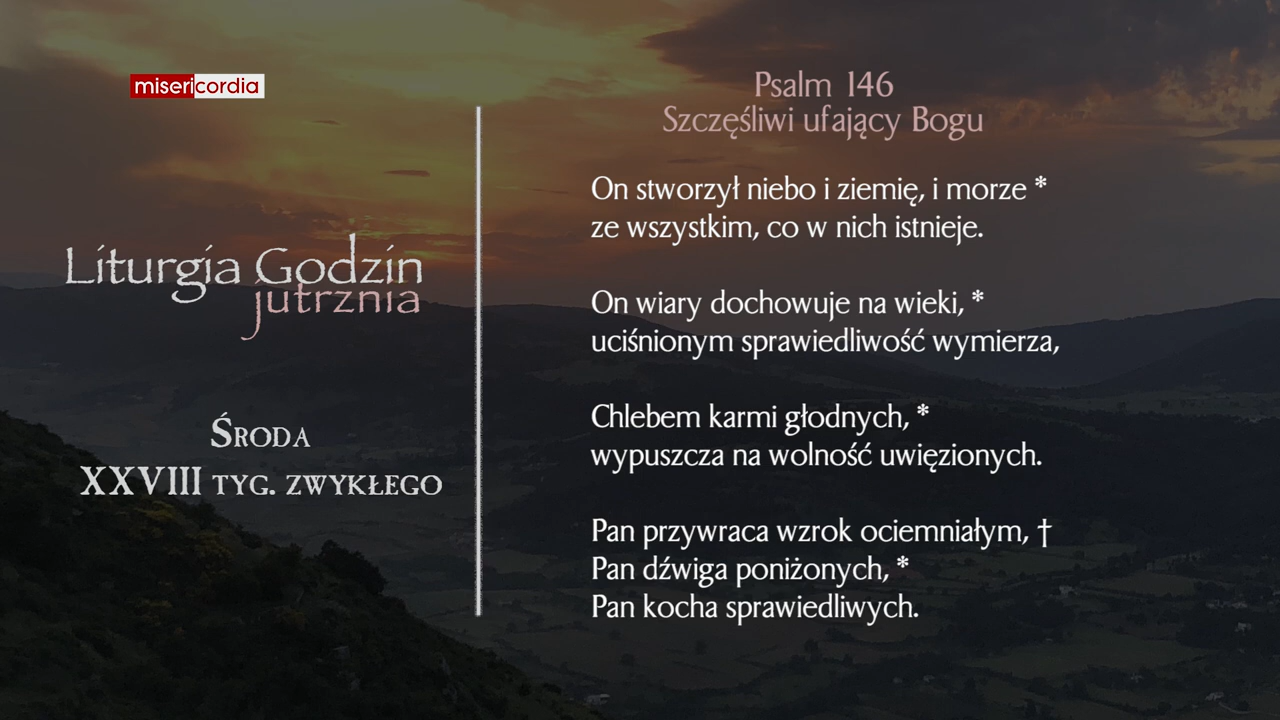 misericordia
Liturgia Godzin
jutrznia
Środa
XXVIII tyg. zwykłego
Psalm 146
Szczęśliwi ufający Bogu
On stworzył niebo i ziemię, i morze *
ze wszystkim, co w nich istnieje.
On wiary dochowuje na wieki, *
uciśnionym sprawiedliwość wymierza,
Chlebem karmi głodnych, *
wypuszcza na wolność uwięzionych.
Pan przywraca wzrok ociemniałym, †
Pan dźwiga poniżonych, *
Pan kocha sprawiedliwych.